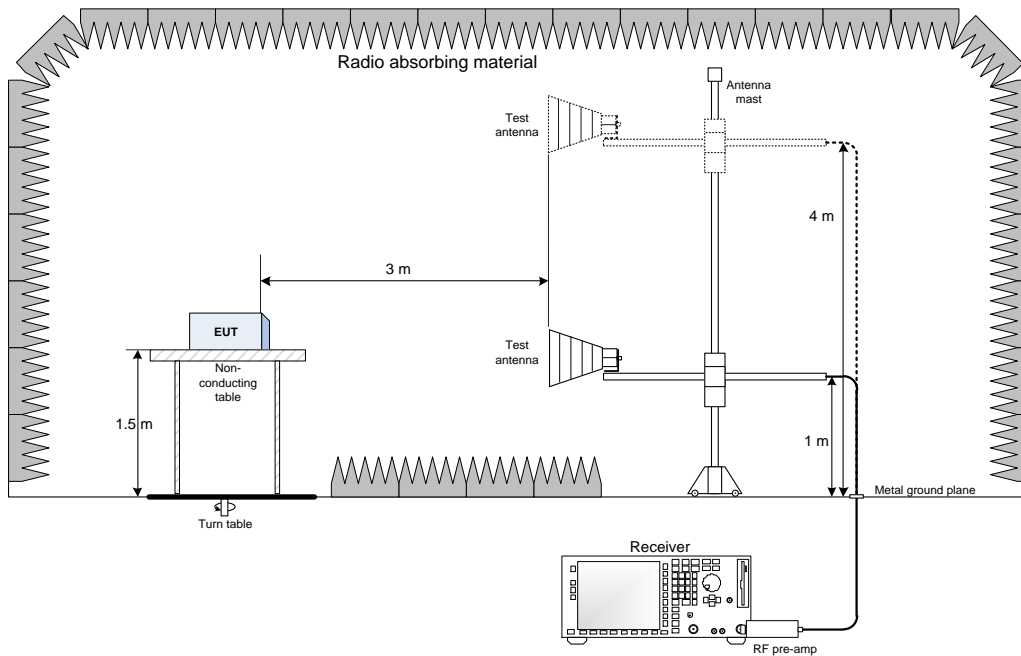 Radio absorbing material
Antenna
mast
Test
antenna
4 m
3 m
EUT
Test
antenna
Non-
conducting
table
1.5 m
1 m
Metal ground plane
Turn table
Receiver
RF pre-amp